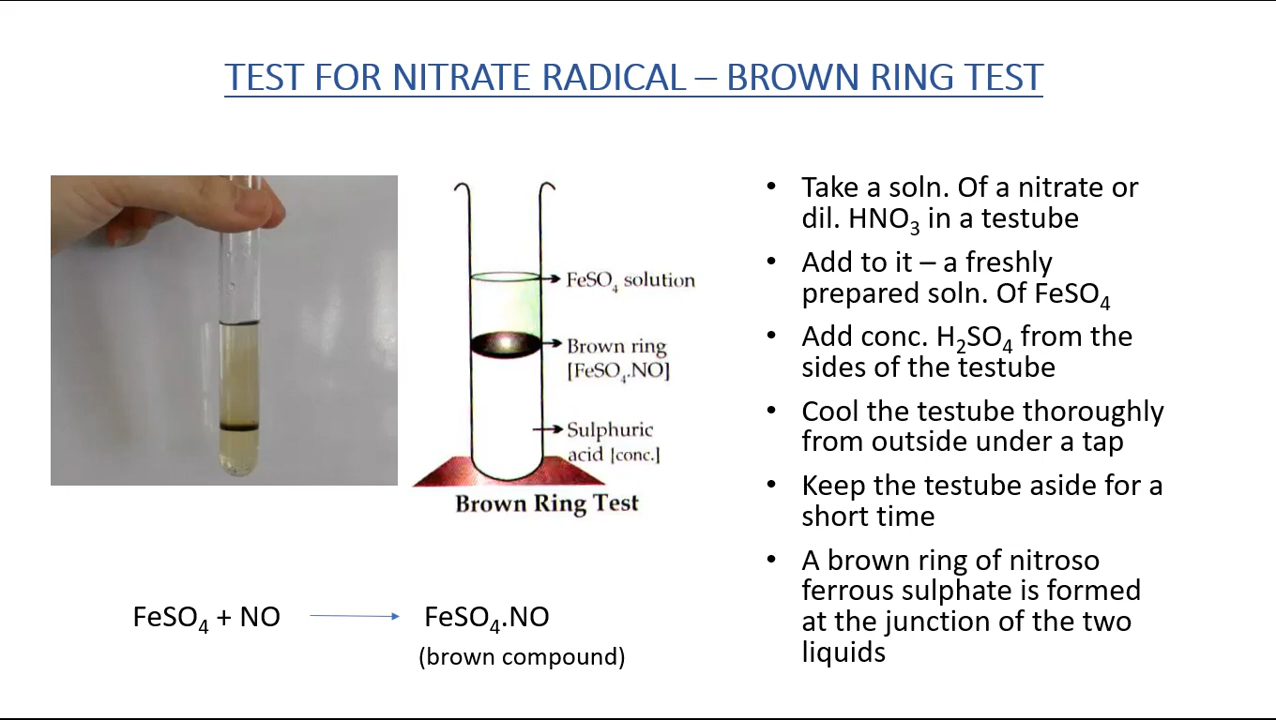 TEST FOR NITRATE RADICAL – BROWN RING TEST
FeSO₄ solution
Brown ring
[FeSO₄.NO]
Sulphuric
acid [conc.]
Brown Ring Test
FeSO₄ + NO
FeSO₄.NO
(brown compound)
• Take a soln. Of a nitrate or
dil. HNO₃ in a testube
• Add to it – a freshly
prepared soln. Of FeSO₄
• Add conc. H₂SO₄ from the
sides of the testube
• Cool the testube thoroughly
from outside under a tap
• Keep the testube aside for a
short time
• A brown ring of nitroso
ferrous sulphate is formed
at the junction of the two
liquids